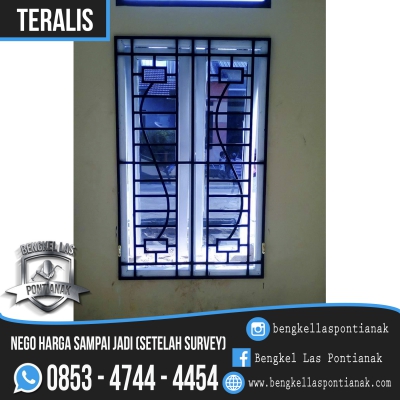 TERALIS
BENGKEL LAS
PONTIANAK
NEGO HARGA SAMPAI JADI (SETELAH SURVEY)
0853 - 4744 - 4454
bengkellaspontianak
Bengkel Las Pontianak
www.bengkellaspontianak.com